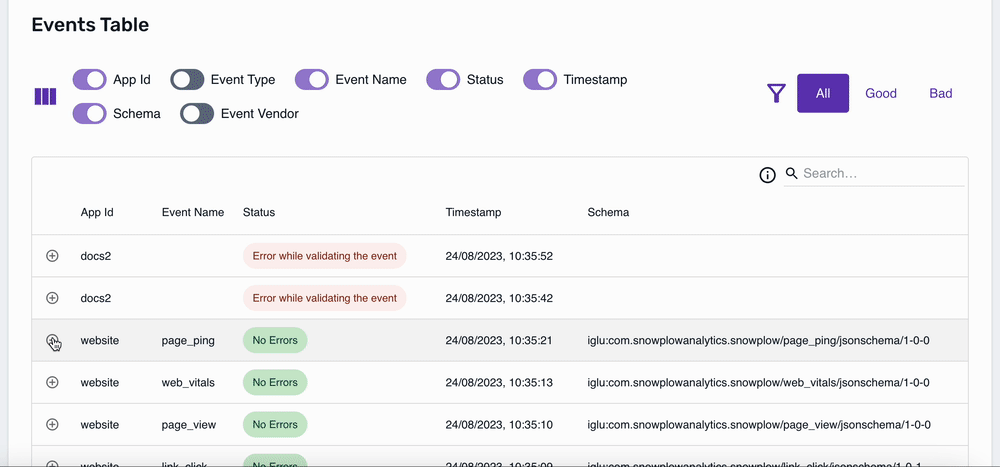 Events Table
App Id Event Type Event Name Status Timestamp
Schema Event Vendor
All Good Bad
Search...
App Id Event Name Status Timestamp Schema
docs2 Error while validating the event 24/08/2023, 10:35:52
docs2 Error while validating the event 24/08/2023, 10:35:42
website page_ping No Errors 24/08/2023, 10:35:21 iglu:com.snowplowanalytics.snowplow/page_ping/jsonschema/1-0-0
website web_vitals No Errors 24/08/2023, 10:35:13 iglu:com.snowplowanalytics.snowplow/web_vitals/jsonschema/1-0-0
website page_view No Errors 24/08/2023, 10:35:10 iglu:com.snowplowanalytics.snowplow/page_view/jsonschema/1-0-0
website link_click No Errors 24/08/2023, 10:35:09 iglu:com.snowplowanalytics.snowplow/link_click/jsonschema/1-0-1